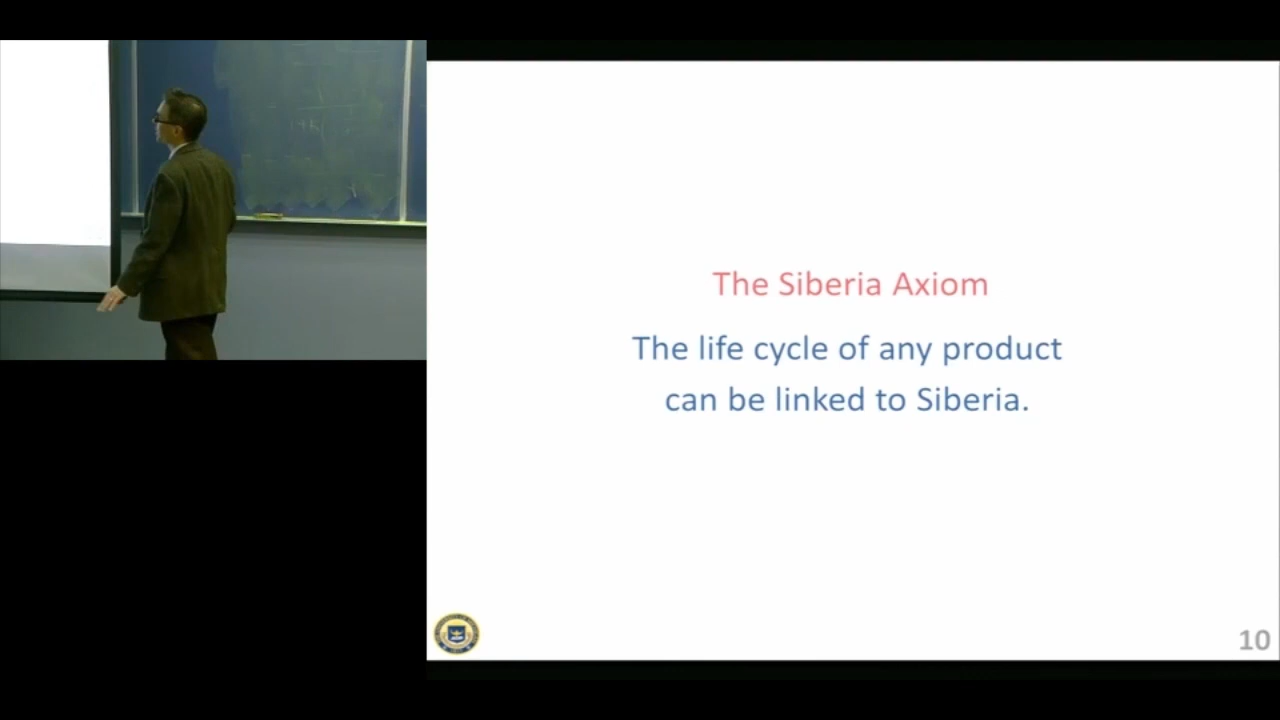 The Siberia Axiom
The life cycle of any product
can be linked to Siberia.
10